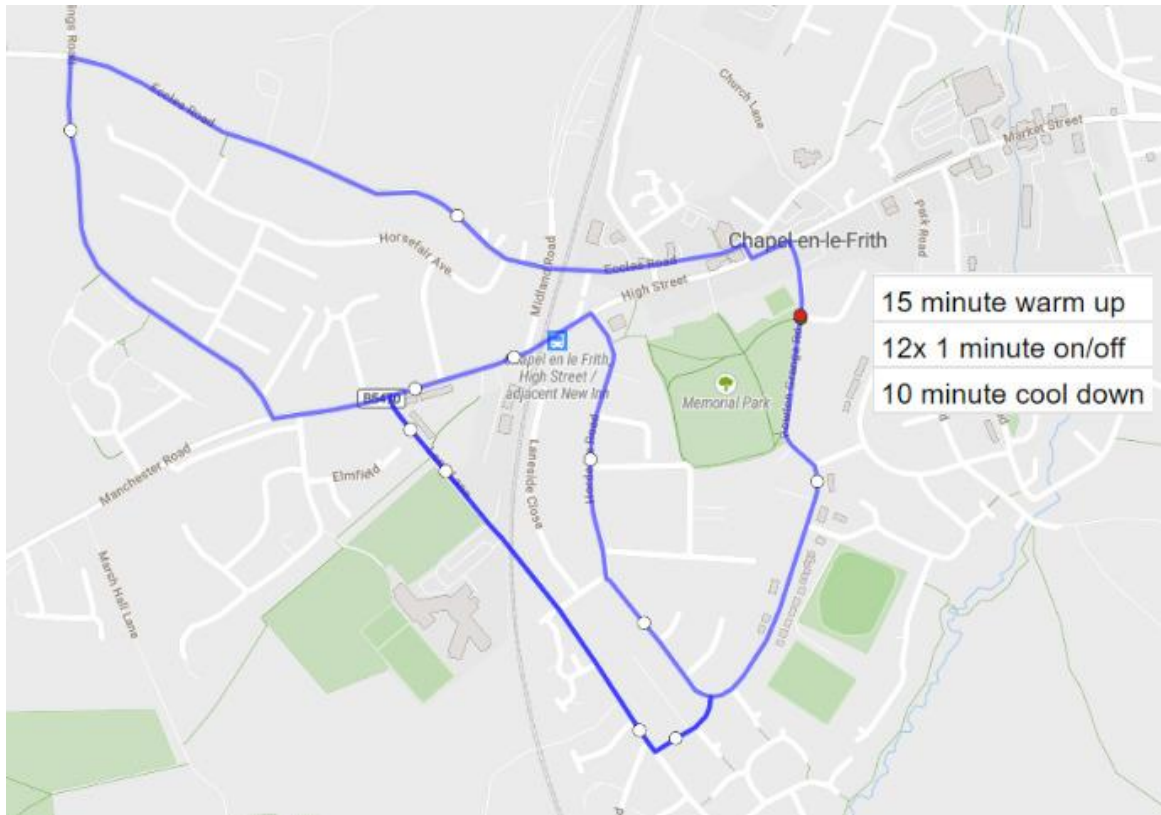 Eccles Road
Church Lane
Market Street
Park Road
Chapel en-le-Frith
Horsefair Ave.
Midland Road
Eccles Road
High Street
15 minute warm up
12x 1 minute on/off
10 minute cool down
Chapel en le Frith,
High Street /
adjacent New Inn
Memorial Park
Manchester Road
Elmfield
Laneside Close
Marsh Hall Lane